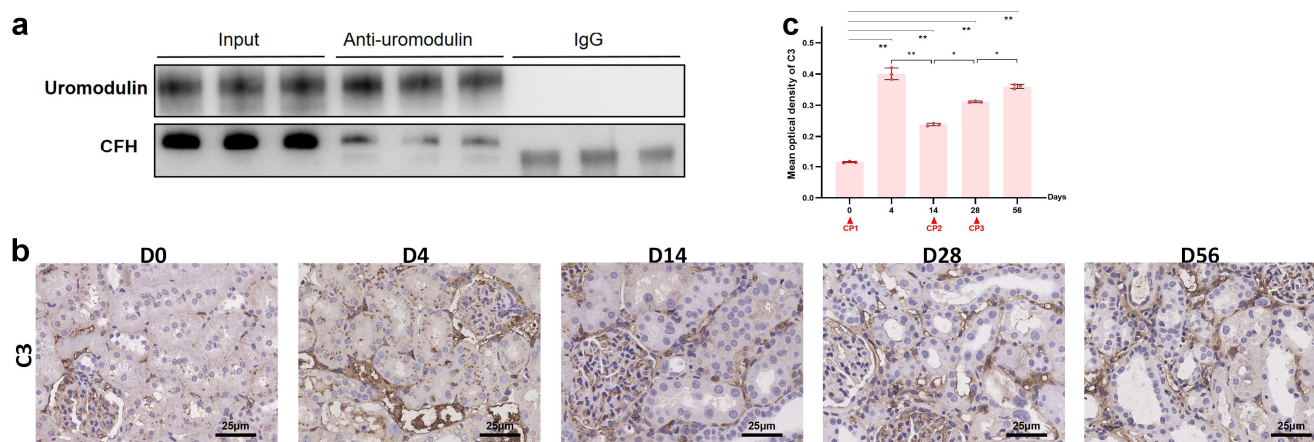 a
Input Anti-uromodulin IgG
Uromodulin
CFH
c
**
**
**
**
** * *
Mean optical density of C3
0.5
0.4
0.3
0.2
0.1
0.0
0 4 14 28 56 Days
CP1 CP2 CP3
b
D0 D4 D14 D28 D56
C3
25μm 25μm 25μm 25μm 25μm